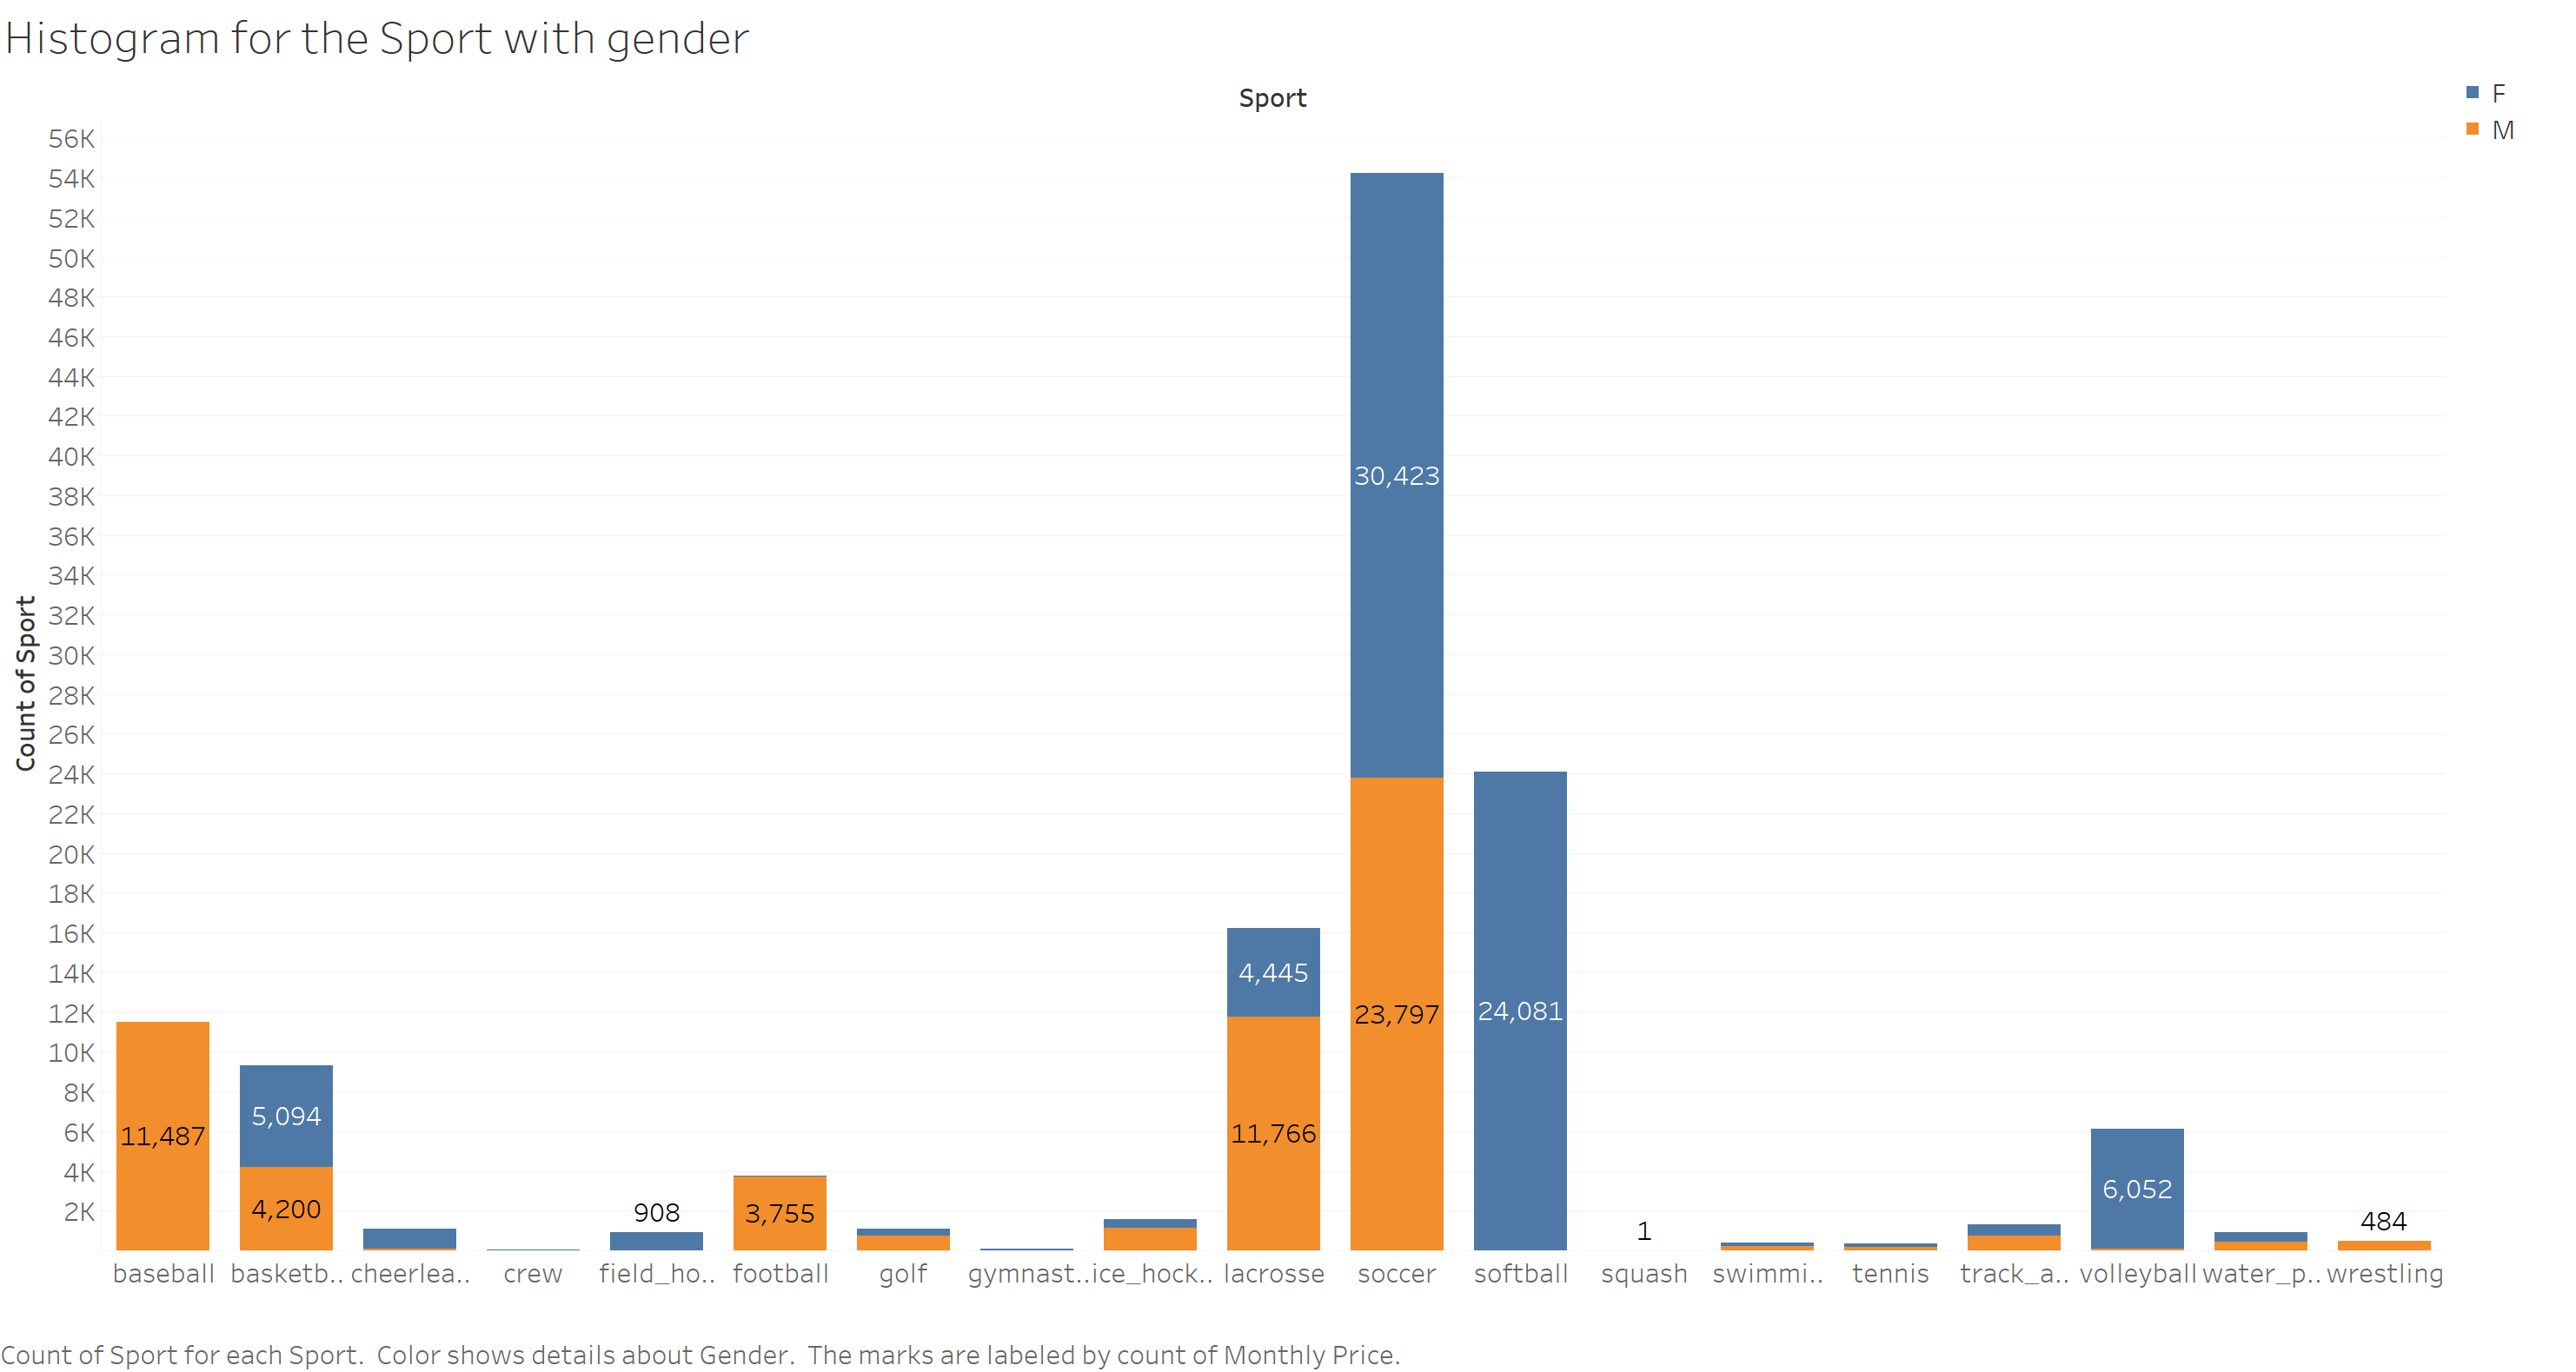 Histogram for the Sport with gender
Sport
F
M
Count of Sport
56K
54K
52K
50K
48K
46K
44K
42K
40K
38K
36K
34K
32K
30K
28K
26K
24K
22K
20K
18K
16K
14K
12K
10K
8K
6K
4K
2K
11,487
5,094
4,200
908
3,755
4,445
11,766
30,423
23,797
24,081
1
6,052
484
baseball
basketb..
cheerlea..
crew
field_ho..
football
golf
gymnast..
ice_hock..
lacrosse
soccer
softball
squash
swimmi..
tennis
track_a..
volleyball
water_p..
wrestling
Count of Sport for each Sport.  Color shows details about Gender.  The marks are labeled by count of Monthly Price.